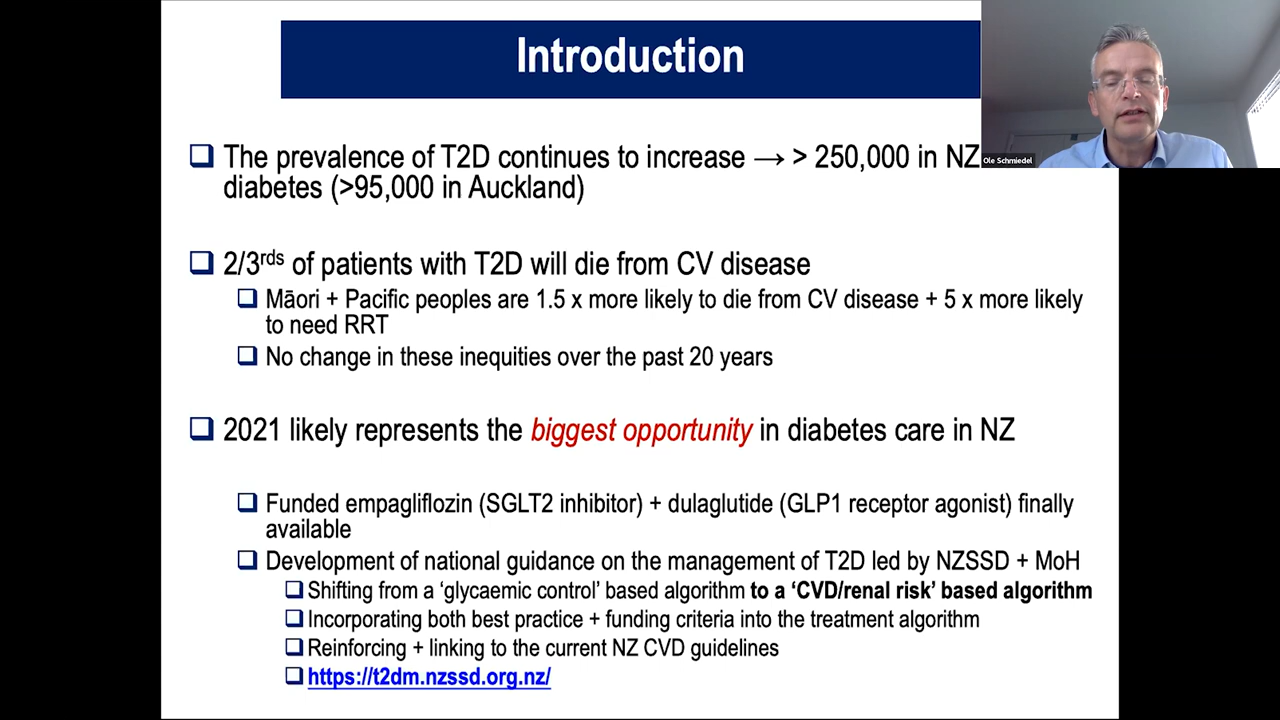 Introduction
The prevalence of T2D continues to increase → > 250,000 in NZ
diabetes (>95,000 in Auckland)
2/3rds of patients with T2D will die from CV disease
Māori + Pacific peoples are 1.5 x more likely to die from CV disease + 5 x more likely
to need RRT
No change in these inequities over the past 20 years
2021 likely represents the biggest opportunity in diabetes care in NZ
Funded empagliflozin (SGLT2 inhibitor) + dulaglutide (GLP1 receptor agonist) finally
available
Development of national guidance on the management of T2D led by NZSSD + MoH
Shifting from a ‘glycaemic control’ based algorithm to a ‘CVD/renal risk’ based algorithm
Incorporating both best practice + funding criteria into the treatment algorithm
Reinforcing + linking to the current NZ CVD guidelines
https://t2dm.nzssd.org.nz/
Ole Schmiedel